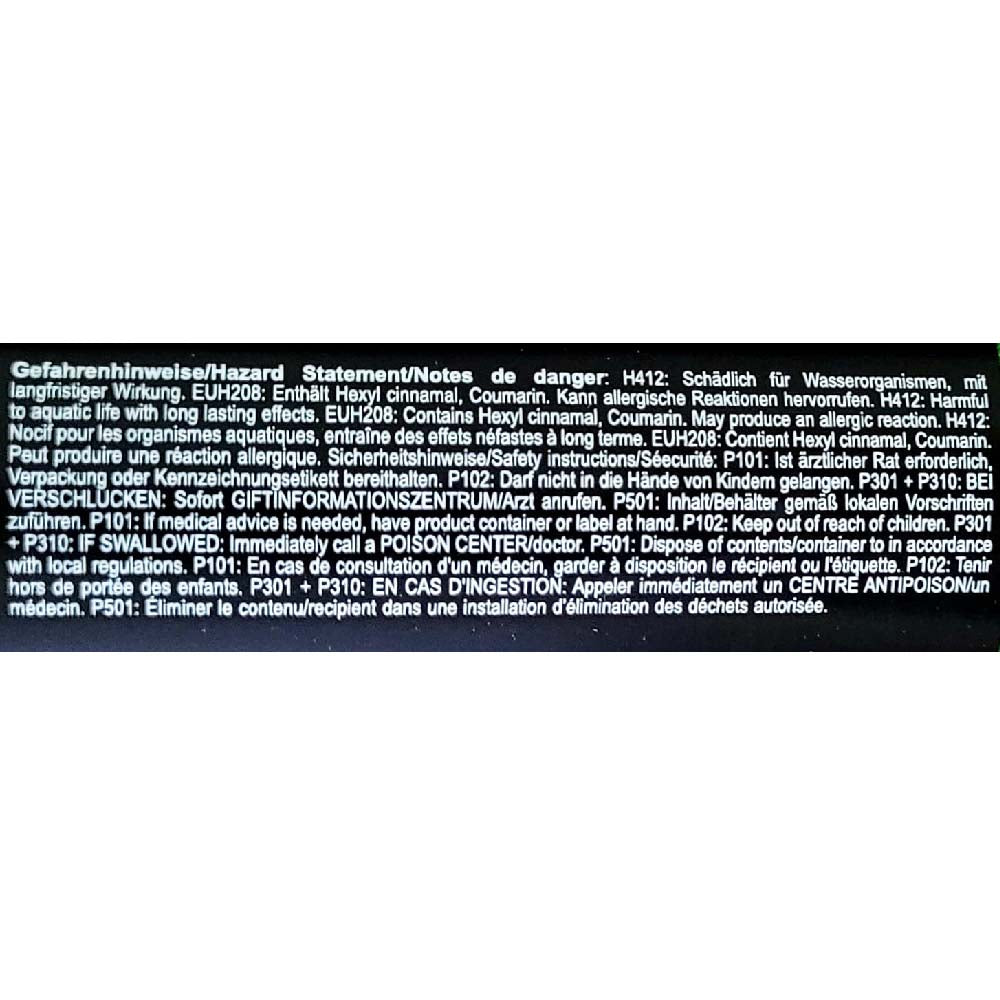 Gefahrenhinweise/Hazard Statement/Notes de danger: H412: Schädlich für Wasserorganismen, mit
langfristiger Wirkung. EUH208: Enthält Hexyl cinnamal, Coumarin. Kann allergische Reaktionen hervorrufen. H412: Harmful
to aquatic life with long lasting effects. EUH208: Contains Hexyl cinnamal, Coumarin. May produce an allergic reaction. H412:
Nocif pour les organismes aquatiques, entraîne des effets néfastes à long terme. EUH208: Contient Hexyl cinnamal, Coumarin.
Peut produire une réaction allergique. Sicherheitshinweise/Safety instructions/Séecurité: P101: Ist ärztlicher Rat erforderlich,
Verpackung oder Kennzeichnungsetikett bereithalten. P102: Darf nicht in die Hände von Kindern gelangen. P301 + P310: BEI
VERSCHLUCKEN: Sofort GIFTINFORMATIONSZENTRUM/Arzt anrufen. P501: Inhalt/Behälter gemäß lokalen Vorschriften
zuführen. P101: If medical advice is needed, have product container or label at hand. P102: Keep out of reach of children. P301
+ P310: IF SWALLOWED: Immediately call a POISON CENTER/doctor. P501: Dispose of contents/container to in accordance
with local regulations. P101: En cas de consultation d'un médecin, garder à disposition le récipient ou l'étiquette. P102: Tenir
hors de portée des enfants. P301 + P310: EN CAS D'INGESTION: Appeler immédiatement un CENTRE ANTIPOISON/un
médecin. P501: Éliminer le contenu/recipient dans une installation d'élimination des déchets autorisée.